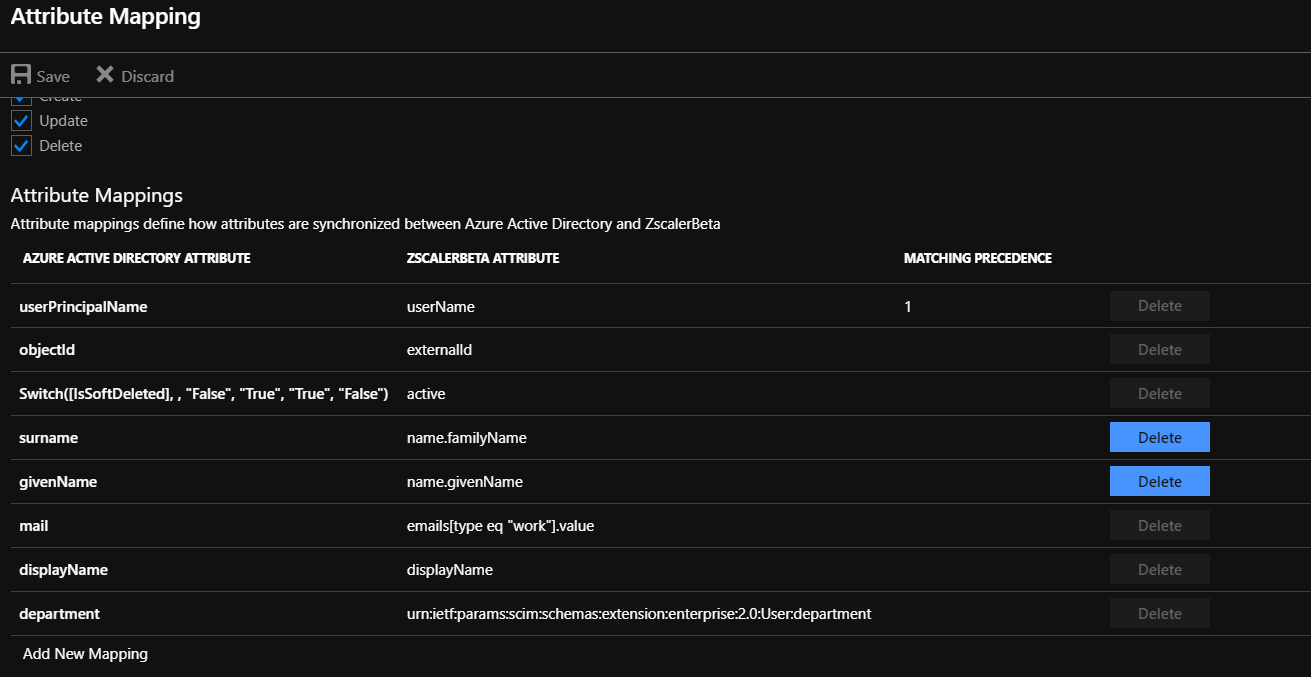 Attribute Mapping
Save Discard
Create
Update
Delete
Attribute Mappings
Attribute mappings define how attributes are synchronized between Azure Active Directory and ZscalerBeta
AZURE ACTIVE DIRECTORY ATTRIBUTE ZSCALERBETA ATTRIBUTE MATCHING PRECEDENCE
userPrincipalName userName 1 Delete
objectId externalId Delete
Switch([IsSoftDeleted], , "False", "True", "True", "False") active Delete
surname name.familyName Delete
givenName name.givenName Delete
mail emails[type eq "work"].value Delete
displayName displayName Delete
department urn:ietf:params:scim:schemas:extension:enterprise:2.0:User:department Delete
Add New Mapping